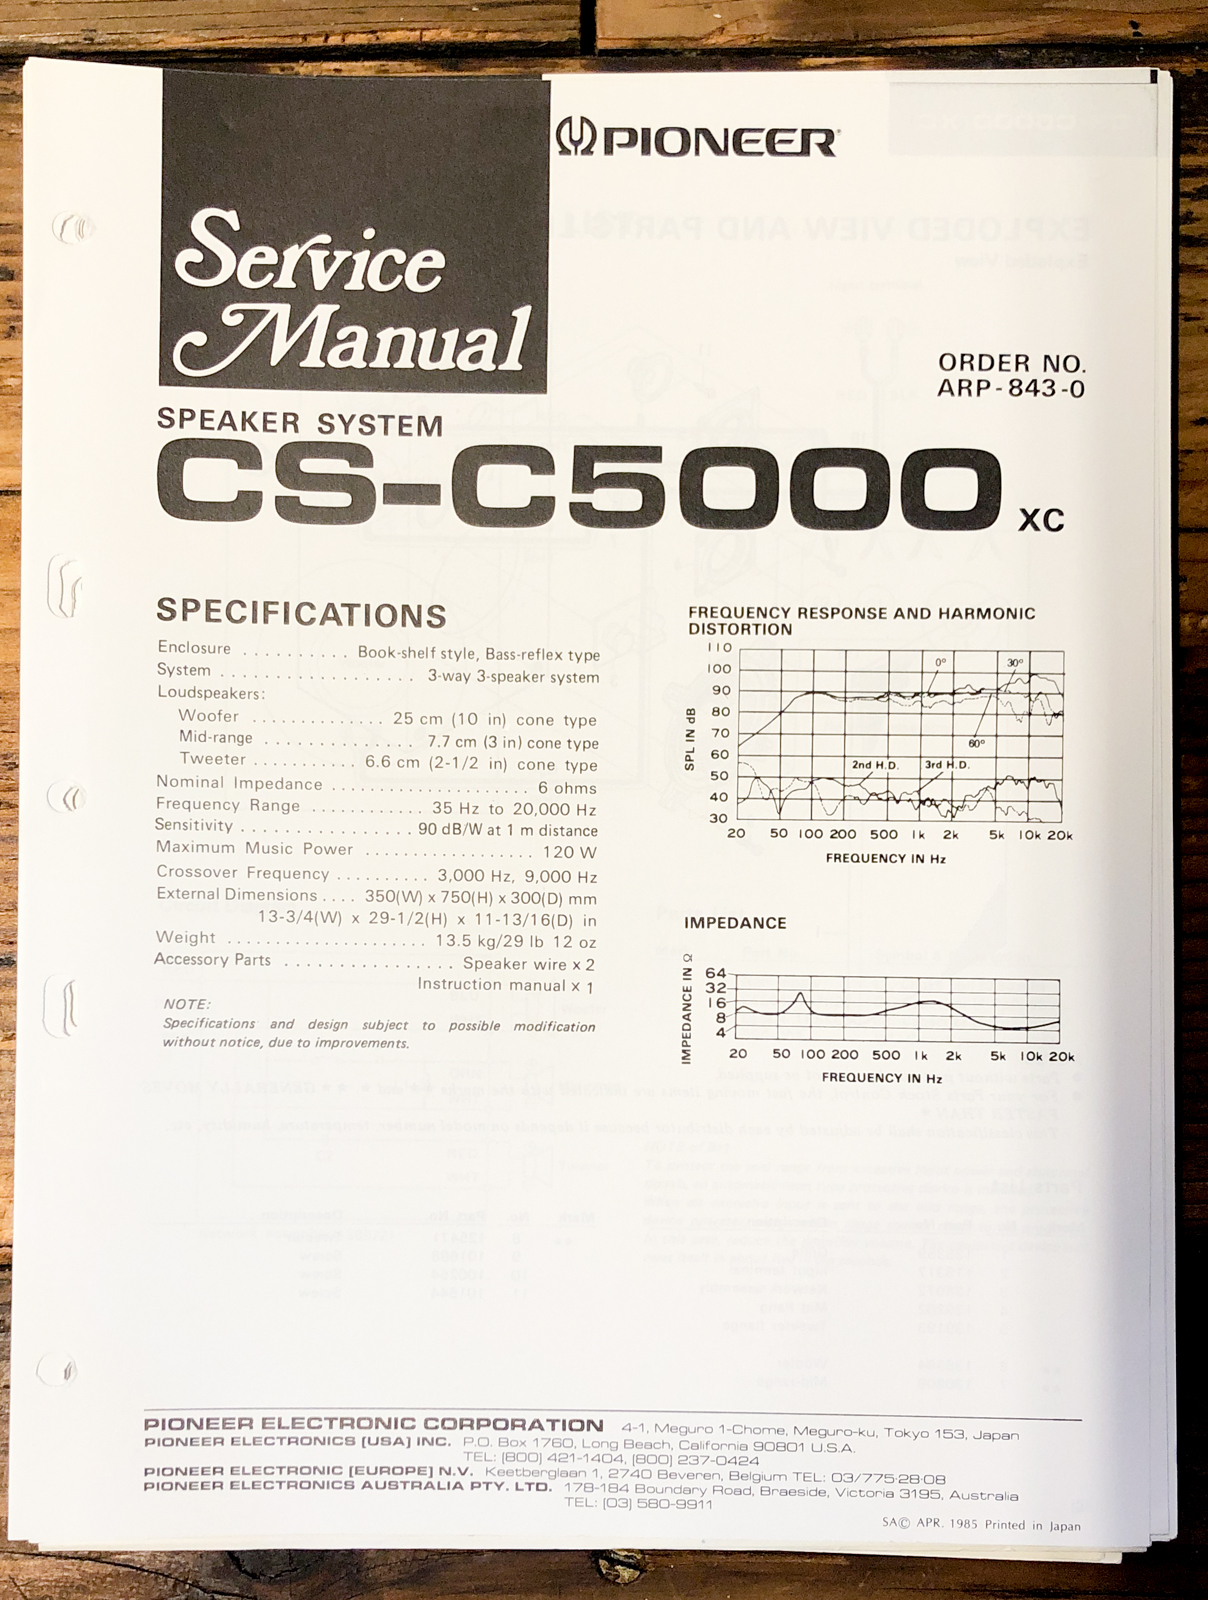 PIONEER
Service
Manual
ORDER NO.
ARP-843-0
SPEAKER SYSTEM
CS-C5000 XC
SPECIFICATIONS
Enclosure .......... Book-shelf style, Bass-reflex type
System .................. 3-way 3-speaker system
Loudspeakers:
Woofer ............. 25 cm (10 in) cone type
Mid-range .............. 7.7 cm (3 in) cone type
Tweeter .......... 6.6 cm (2-1/2 in) cone type
Nominal Impedance .................... 6 ohms
Frequency Range .......... 35 Hz to 20,000 Hz
Sensitivity ................ 90 dB/W at 1 m distance
Maximum Music Power ................. 120 W
Crossover Frequency .......... 3,000 Hz, 9,000 Hz
External Dimensions .... 350(W) x 750(H) x 300(D) mm
13-3/4(W) x 29-1/2(H) x 11-13/16(D) in
Weight .................... 13.5 kg/29 lb 12 oz
Accessory Parts ................ Speaker wire x 2
Instruction manual x 1
NOTE:
Specifications and design subject to possible modification
without notice, due to improvements.
FREQUENCY RESPONSE AND HARMONIC
DISTORTION
SPL IN dB
110
100
90
80
70
60
50
40
30
0°
30°
60°
2nd H.D.
3rd H.D.
20 50 100 200 500 1k 2k 5k 10k 20k
FREQUENCY IN Hz
IMPEDANCE
IMPEDANCE IN Ω
64
32
16
8
4
20 50 100 200 500 1k 2k 5k 10k 20k
FREQUENCY IN Hz
PIONEER ELECTRONIC CORPORATION 4-1, Meguro 1-Chome, Meguro-ku, Tokyo 153, Japan
PIONEER ELECTRONICS [USA] INC. P.O. Box 1760, Long Beach, California 90801 U.S.A.
TEL: [800] 421-1404, [800] 237-0424
PIONEER ELECTRONIC [EUROPE] N.V. Keetberglaan 1, 2740 Beveren, Belgium TEL: 03/775·28·08
PIONEER ELECTRONICS AUSTRALIA PTY. LTD. 178-184 Boundary Road, Braeside, Victoria 3195, Australia
TEL: [03] 580-9911
SA© APR. 1985 Printed in Japan